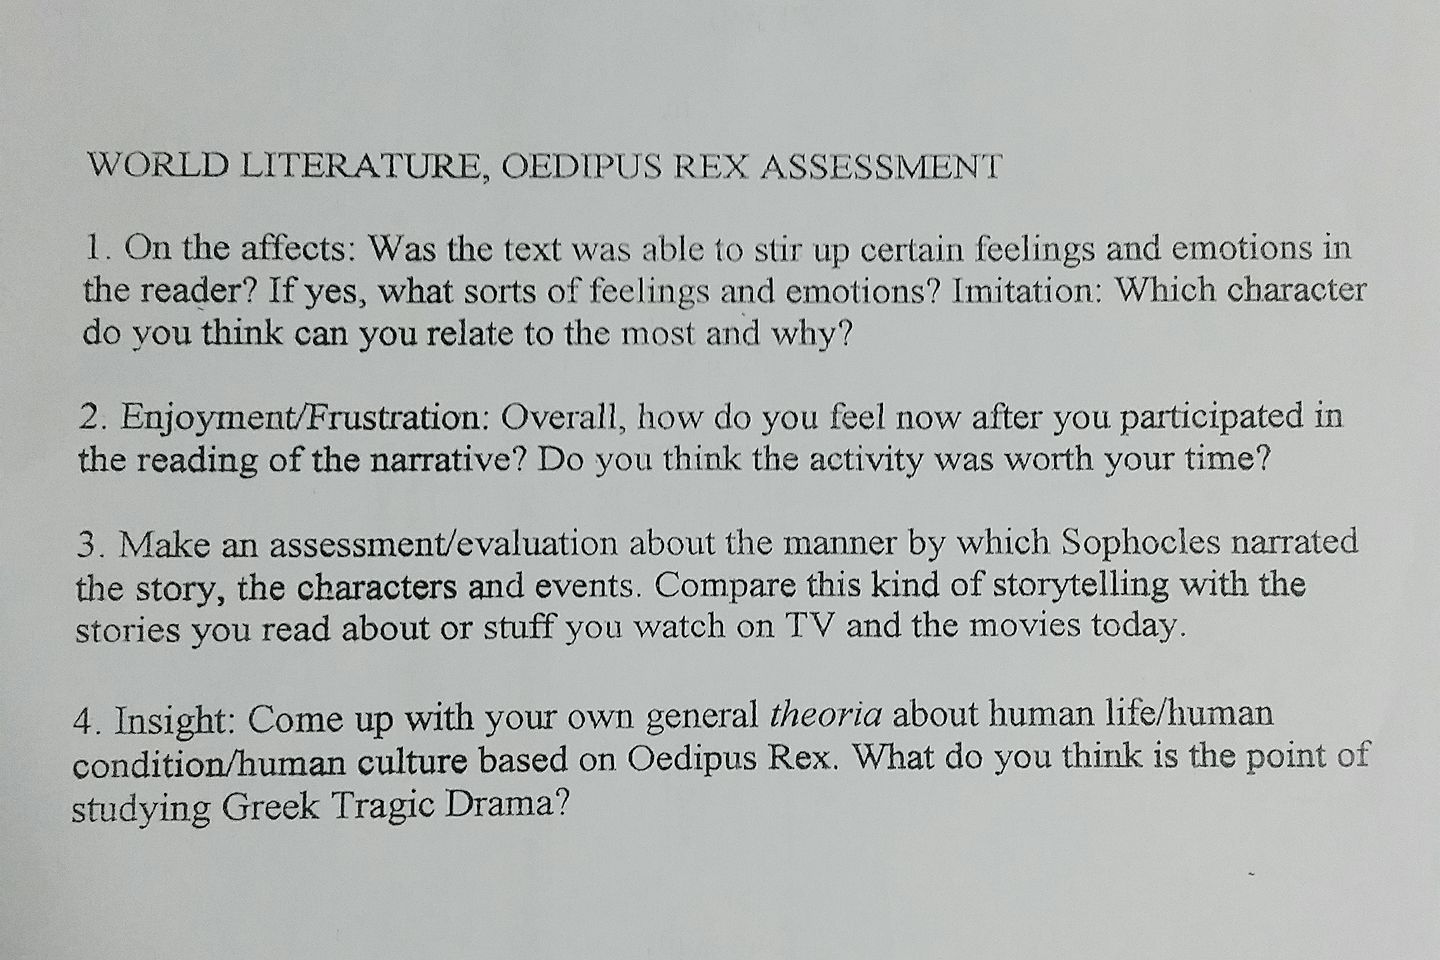 WORLD LITERATURE, OEDIPUS REX ASSESSMENT
1. On the affects: Was the text was able to stir up certain feelings and emotions in
the reader? If yes, what sorts of feelings and emotions? Imitation: Which character
do you think can you relate to the most and why?
2. Enjoyment/Frustration: Overall, how do you feel now after you participated in
the reading of the narrative? Do you think the activity was worth your time?
3. Make an assessment/evaluation about the manner by which Sophocles narrated
the story, the characters and events. Compare this kind of storytelling with the
stories you read about or stuff you watch on TV and the movies today.
4. Insight: Come up with your own general theoria about human life/human
condition/human culture based on Oedipus Rex. What do you think is the point of
studying Greek Tragic Drama?